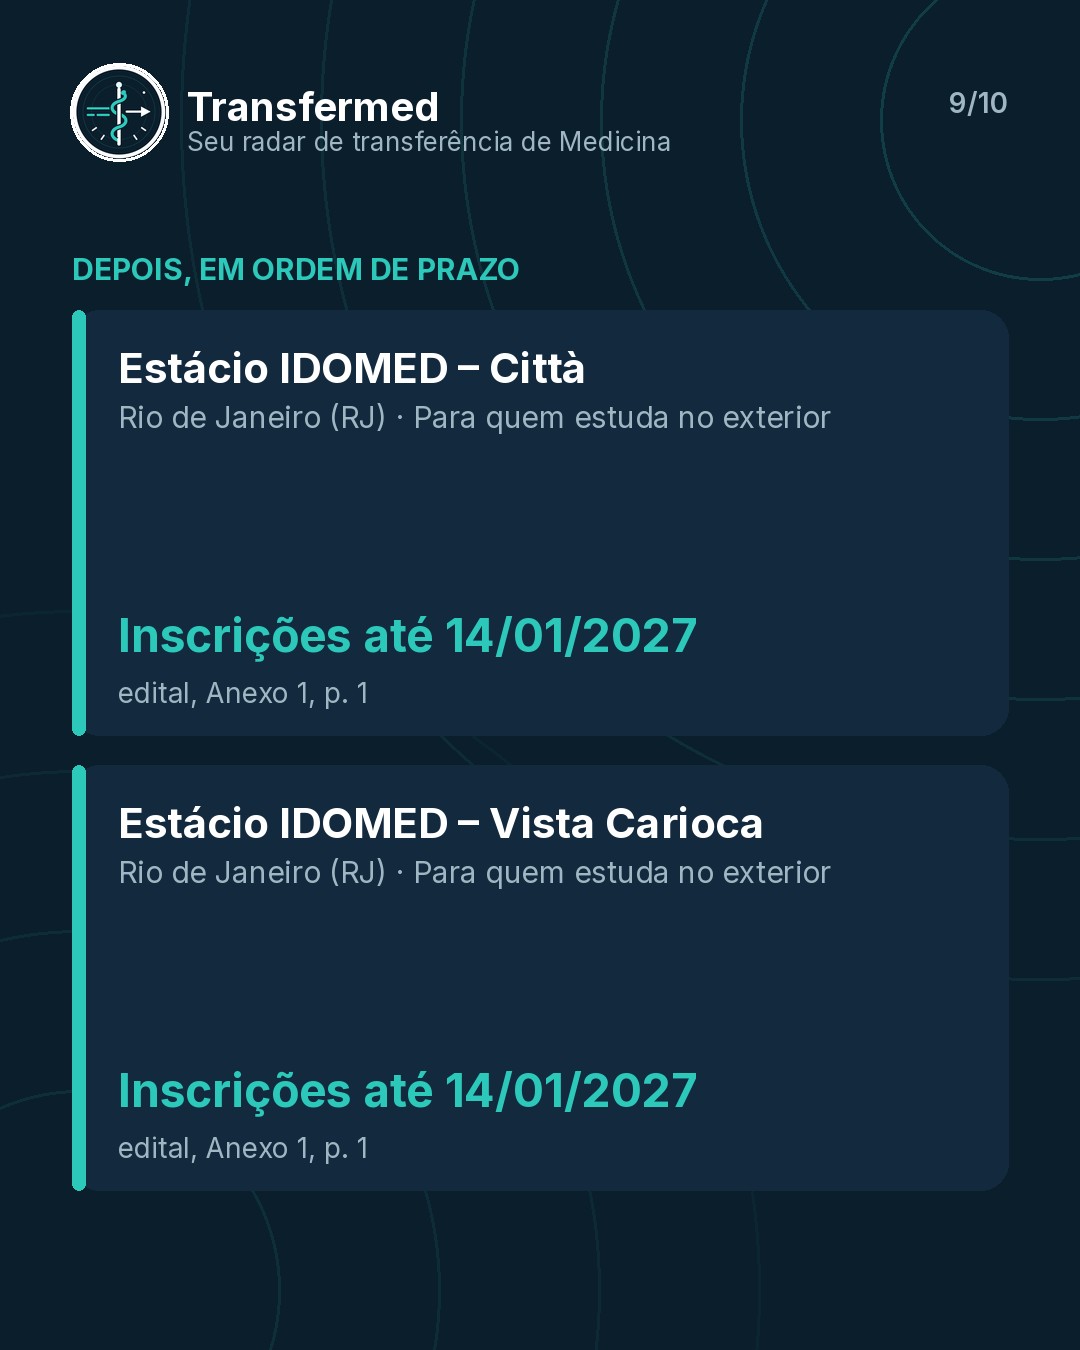 Transfermed
Seu radar de transferência de Medicina
9/10
DEPOIS, EM ORDEM DE PRAZO
Estácio IDOMED – Città
Rio de Janeiro (RJ) · Para quem estuda no exterior
Inscrições até 14/01/2027
edital, Anexo 1, p. 1
Estácio IDOMED – Vista Carioca
Rio de Janeiro (RJ) · Para quem estuda no exterior
Inscrições até 14/01/2027
edital, Anexo 1, p. 1